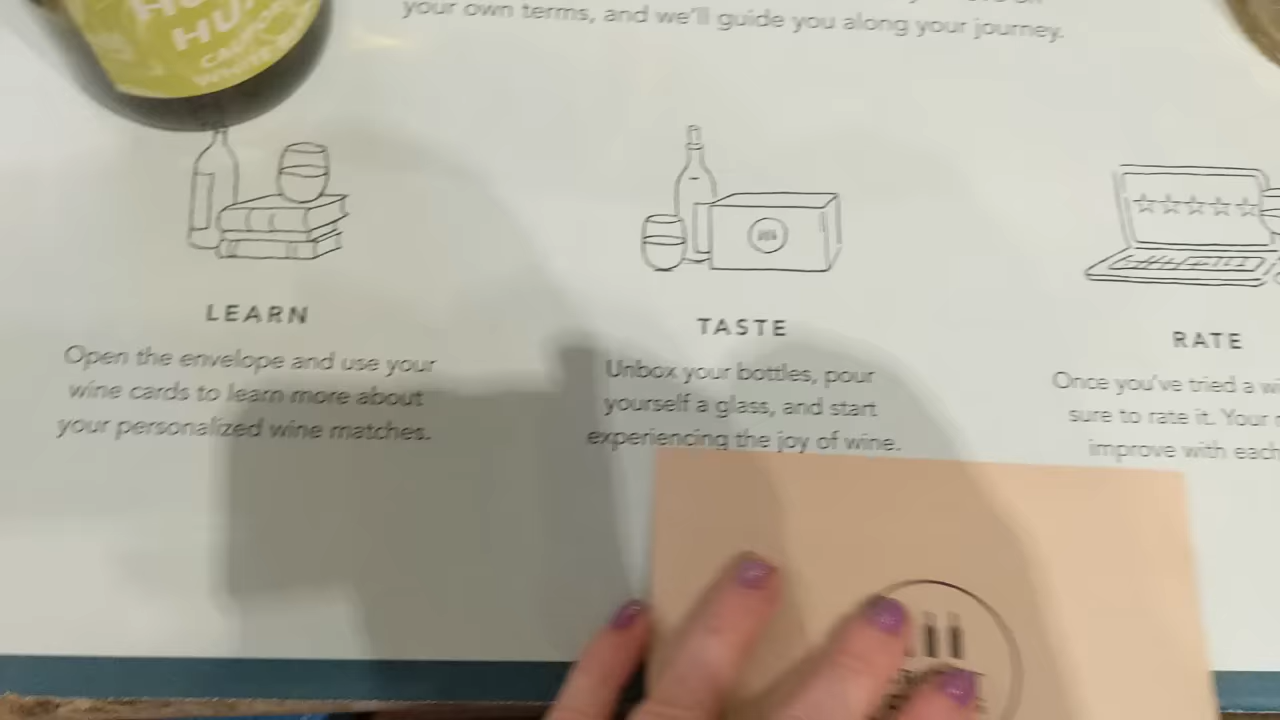 your own terms, and we'll guide you along your journey.
HU
LEARN
Open the envelope and use your
wine cards to learn more about
your personalized wine matches.
TASTE
Unbox your bottles, pour
yourself a glass, and start
experiencing the joy of wine.
RATE
Once you've tried a
sure to rate it. Your
improve with each